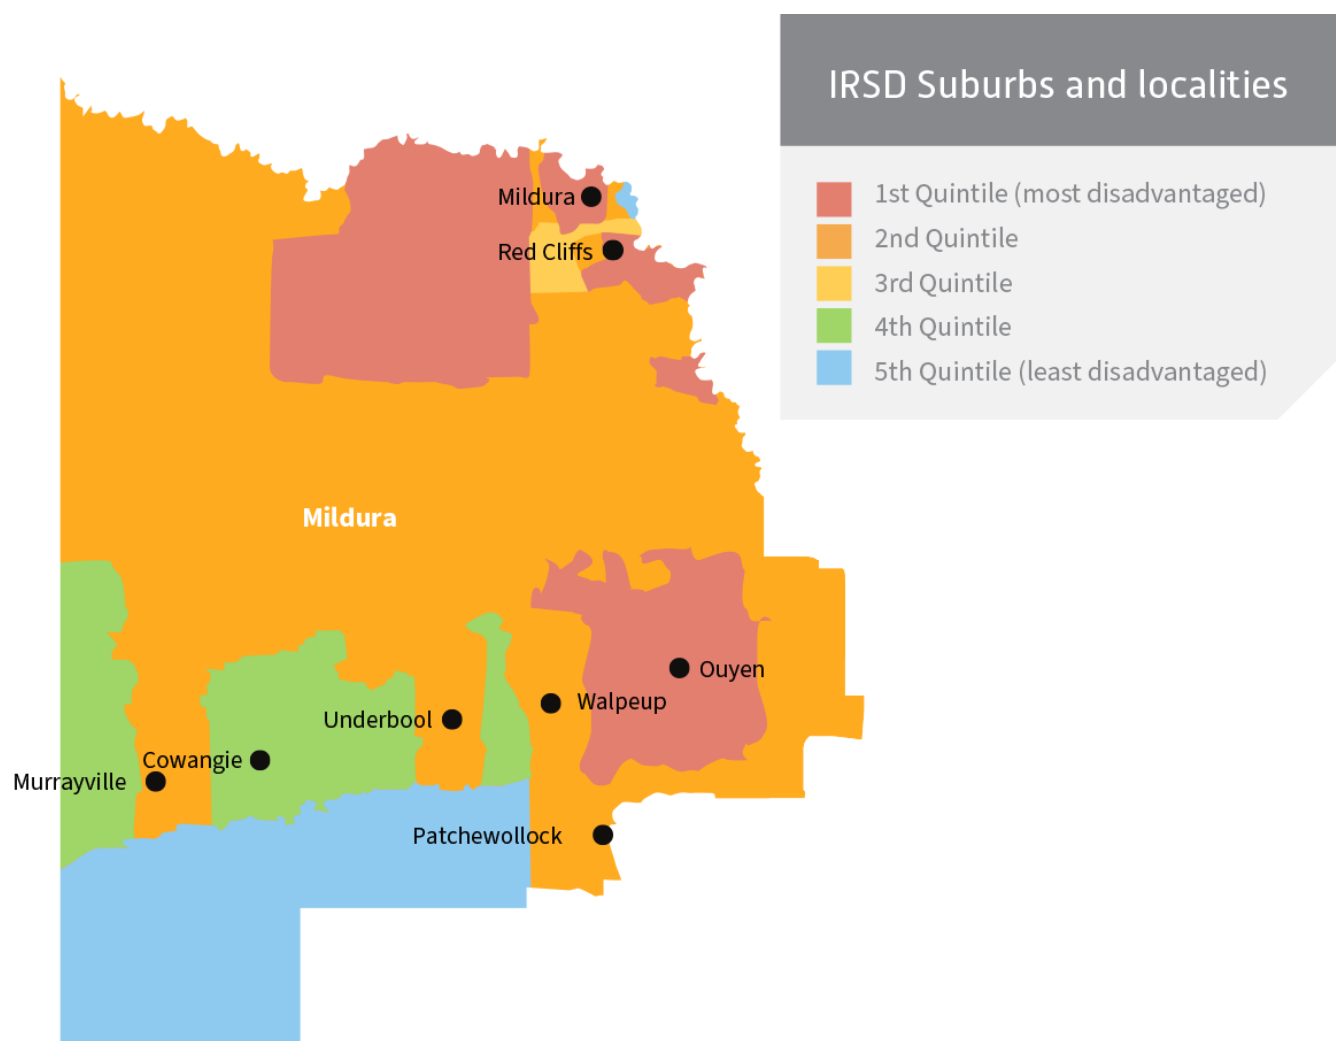 IRSD Suburbs and localities
1st Quintile (most disadvantaged)
2nd Quintile
3rd Quintile
4th Quintile
5th Quintile (least disadvantaged)
Mildura
Red Cliffs
Mildura
Ouyen
Walpeup
Underbool
Cowangie
Murrayville
Patchewollock